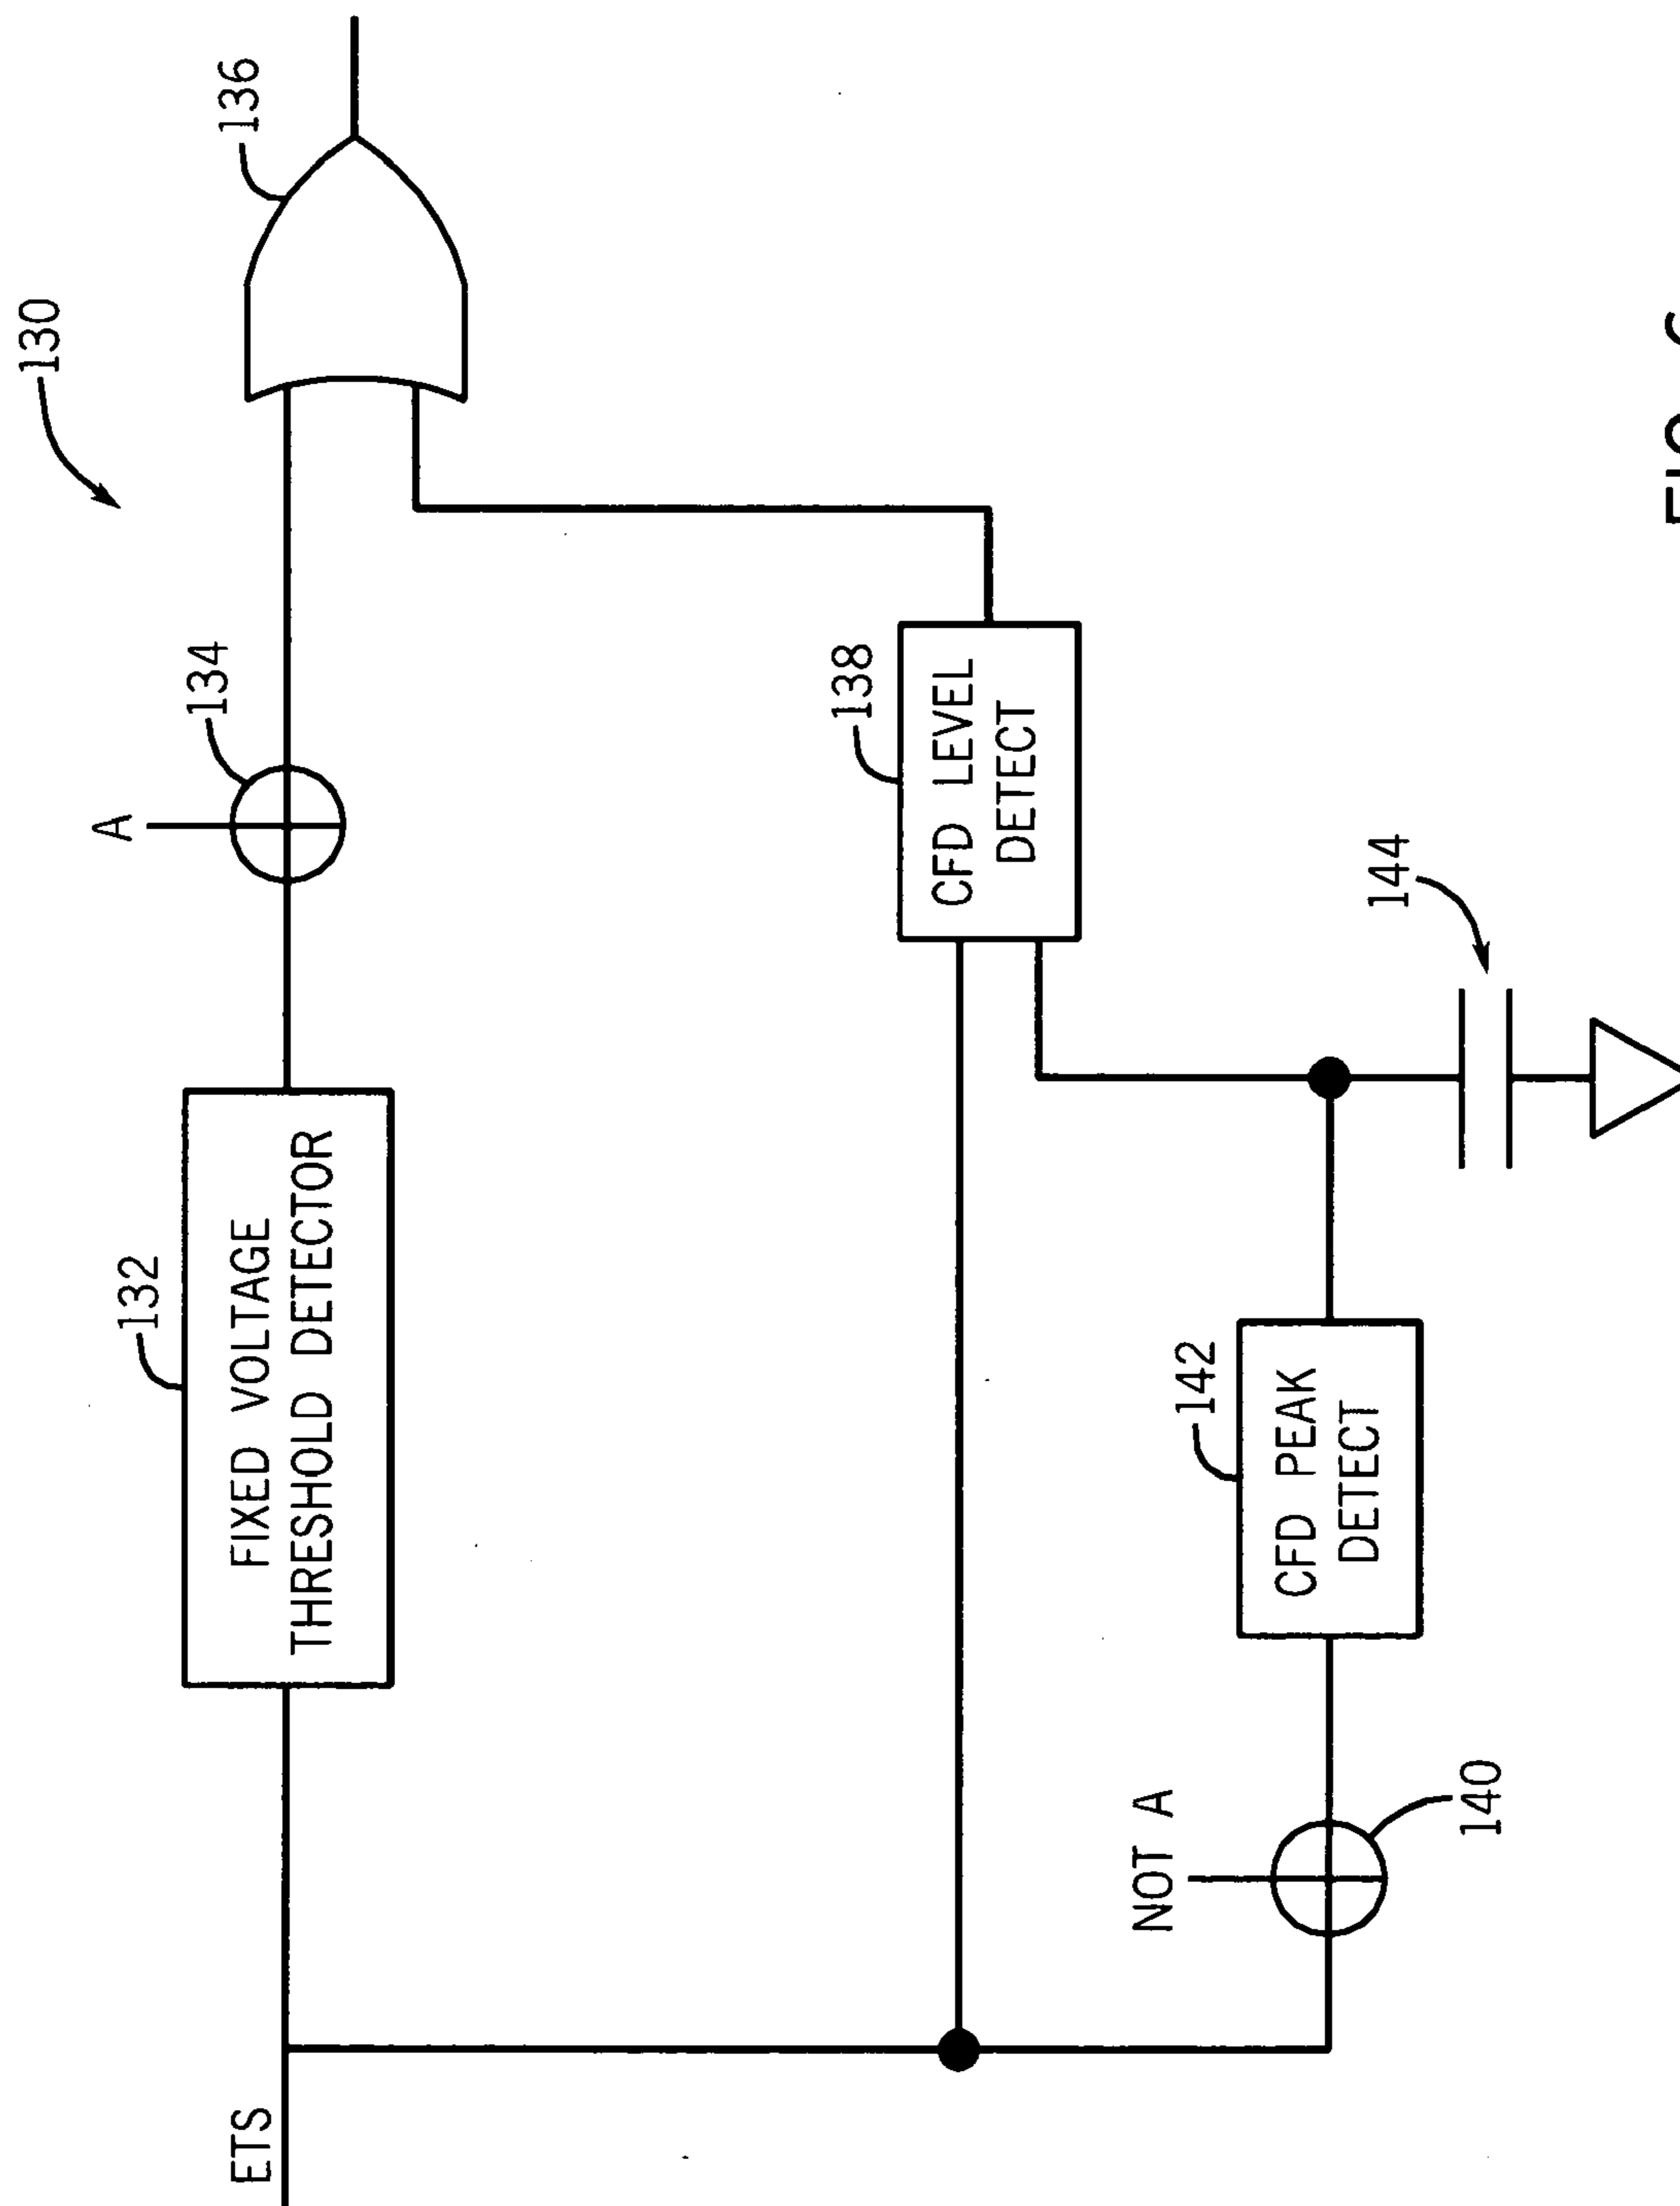 130
136
A
134
132
FIXED VOLTAGE
THRESHOLD DETECTOR
ETS
138
CFD LEVEL
DETECT
144
142
CFD PEAK
DETECT
NOT A
140